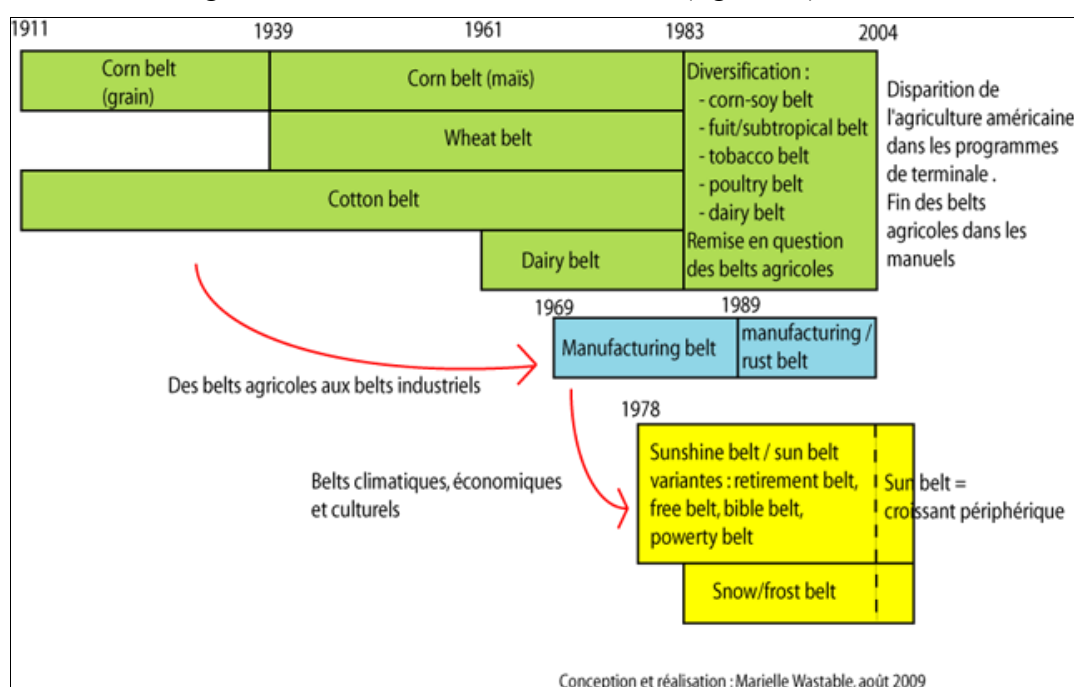 1911
1939
1961
1983
2004
Corn belt
(grain)
Corn belt (maïs)
Wheat belt
Cotton belt
Dairy belt
Diversification :
- corn-soy belt
- fuit/subtropical belt
- tobacco belt
- poultry belt
- dairy belt
Remise en question
des belts agricoles
Disparition de
l'agriculture américaine
dans les programmes
de terminale .
Fin des belts
agricoles dans les
manuels
1969
1989
Manufacturing belt
manufacturing /
rust belt
Des belts agricoles aux belts industriels
1978
Belts climatiques, économiques
et culturels
Sunshine belt / sun belt
variantes : retirement belt,
free belt, bible belt,
powerty belt
Sun belt =
croissant périphérique
Snow/frost belt
Conception et réalisation : Marielle Wastable, août 2009